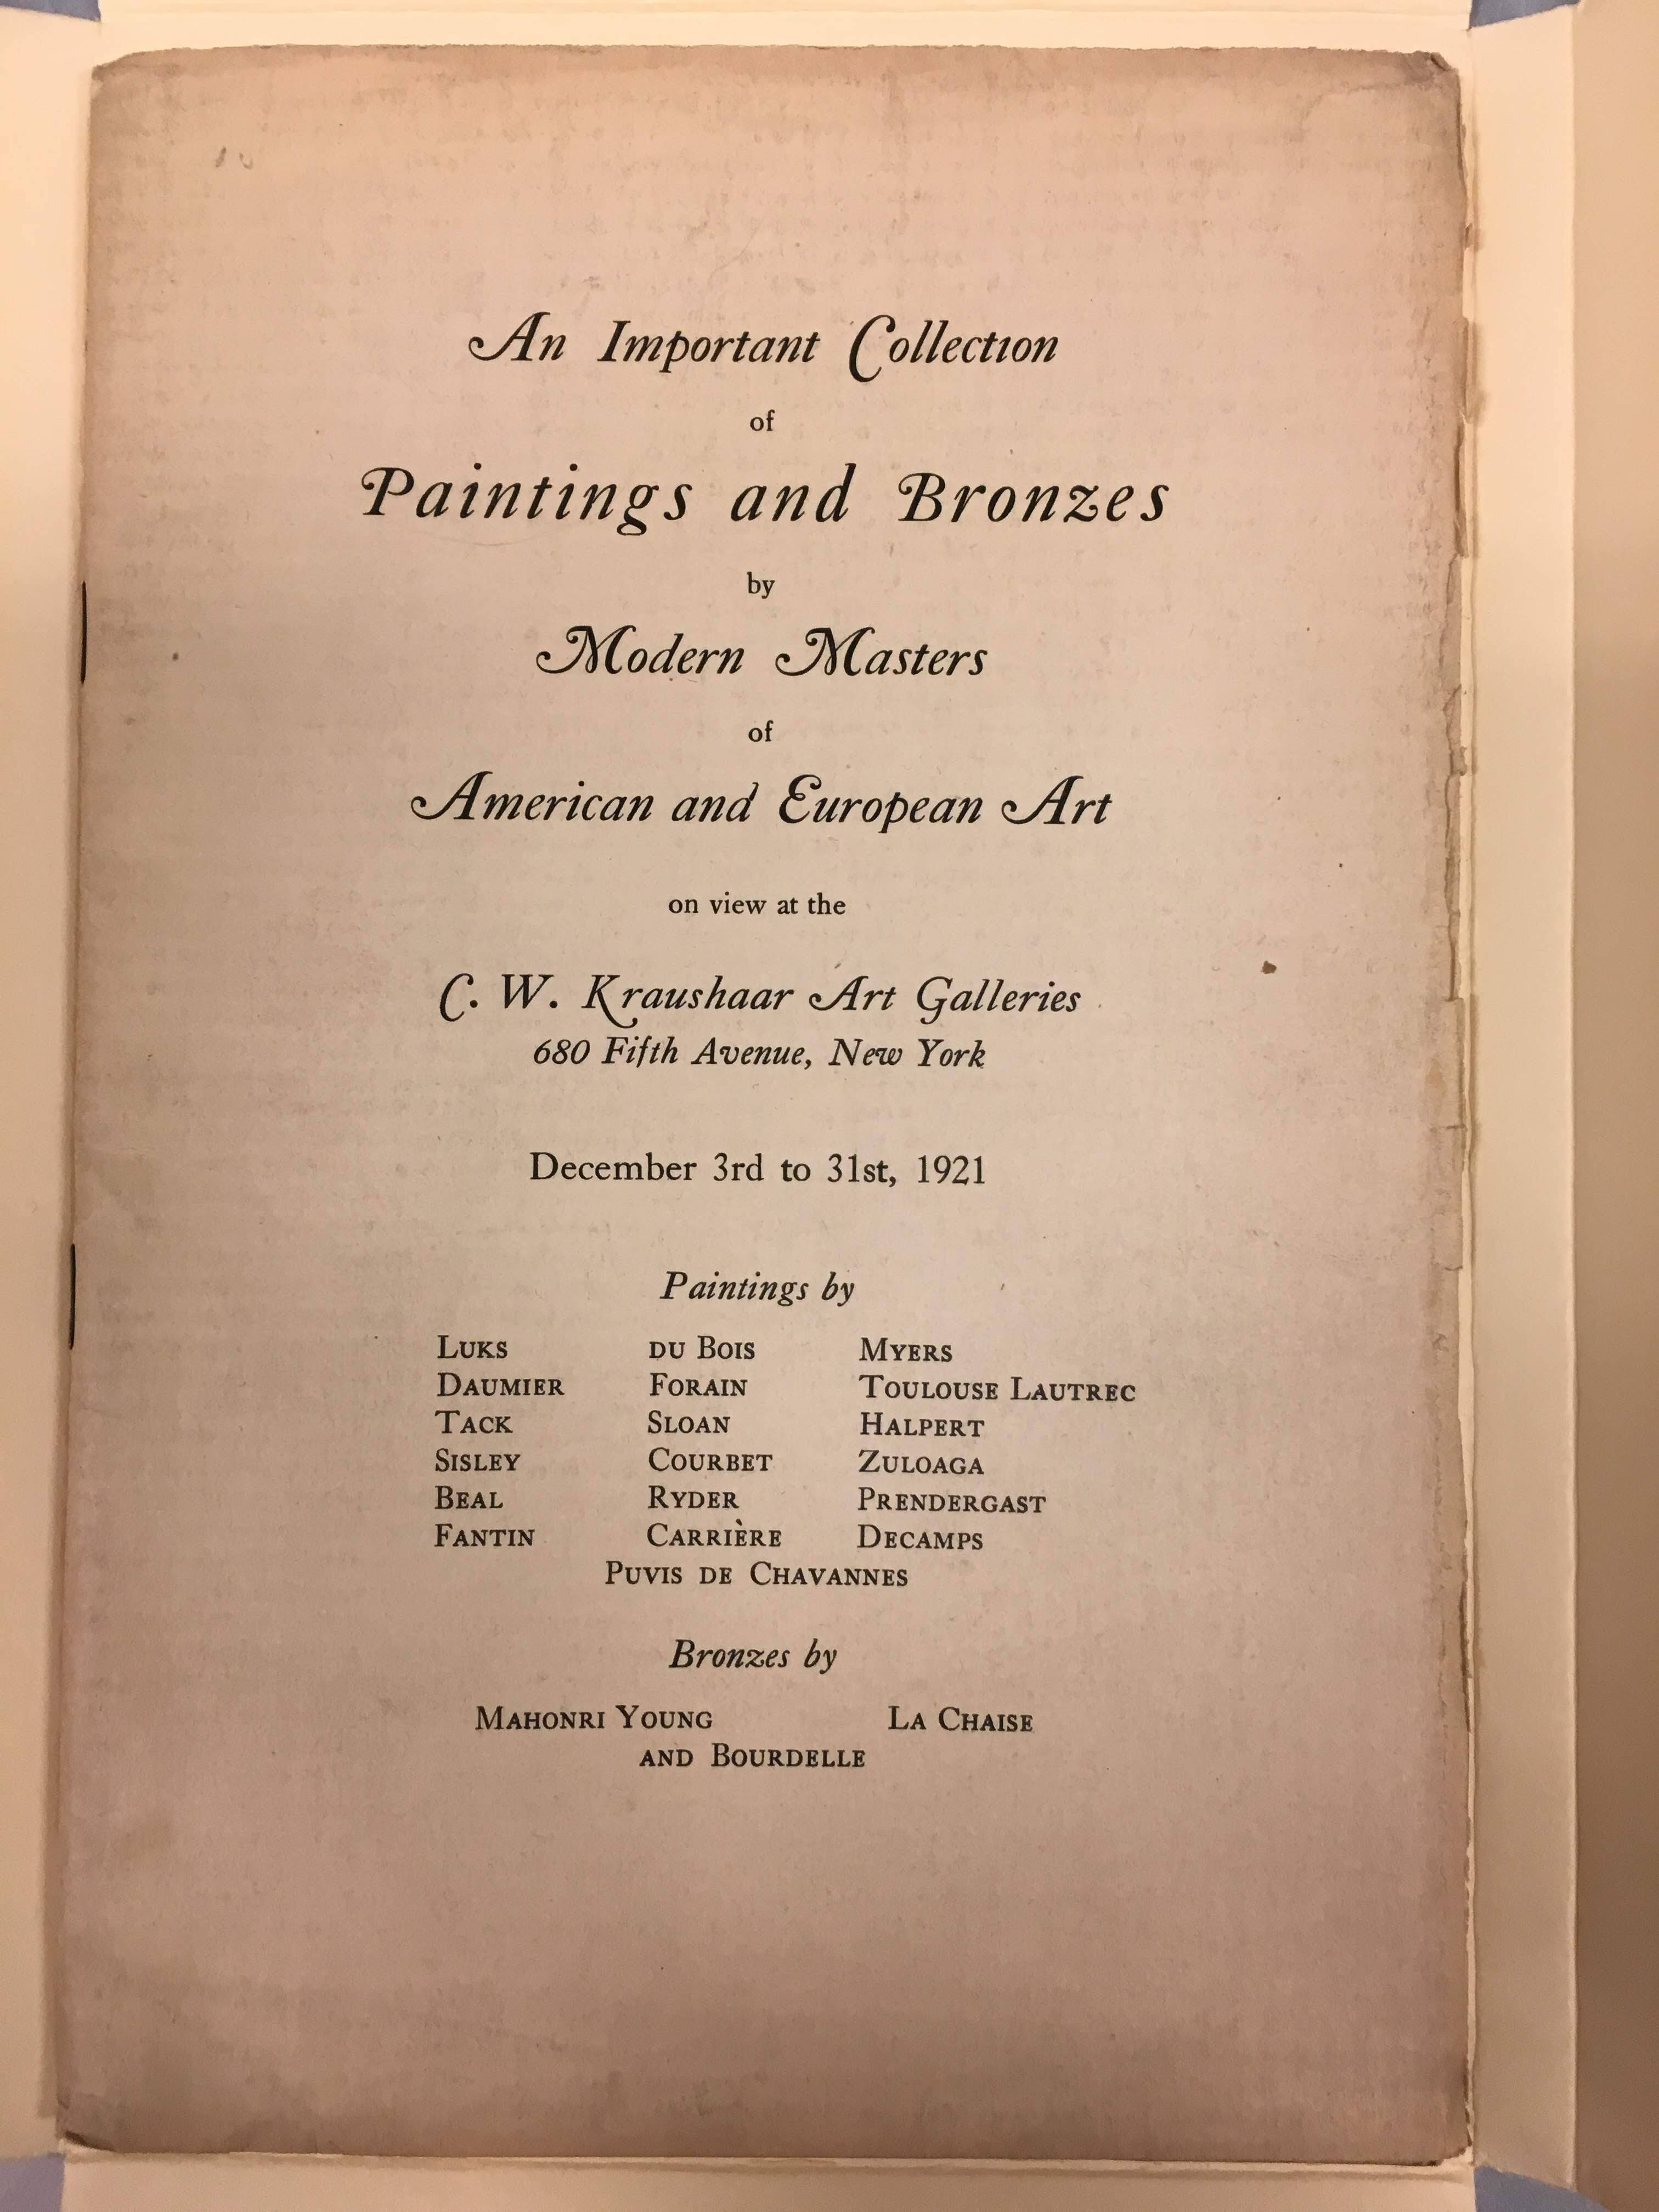 An Important Collection
of
Paintings and Bronzes
by
Modern Masters
of
American and European Art
on view at the
C. W. Kraushaar Art Galleries
680 Fifth Avenue, New York
December 3rd to 31st, 1921
Paintings by
LUKS DU BOIS MYERS
DAUMIER FORAIN TOULOUSE LAUTREC
TACK SLOAN HALPERT
SISLEY COURBET ZULOAGA
BEAL RYDER PRENDERGAST
FANTIN CARRIÈRE DECAMPS
PUVIS DE CHAVANNES
Bronzes by
MAHONRI YOUNG LA CHAISE
AND BOURDELLE